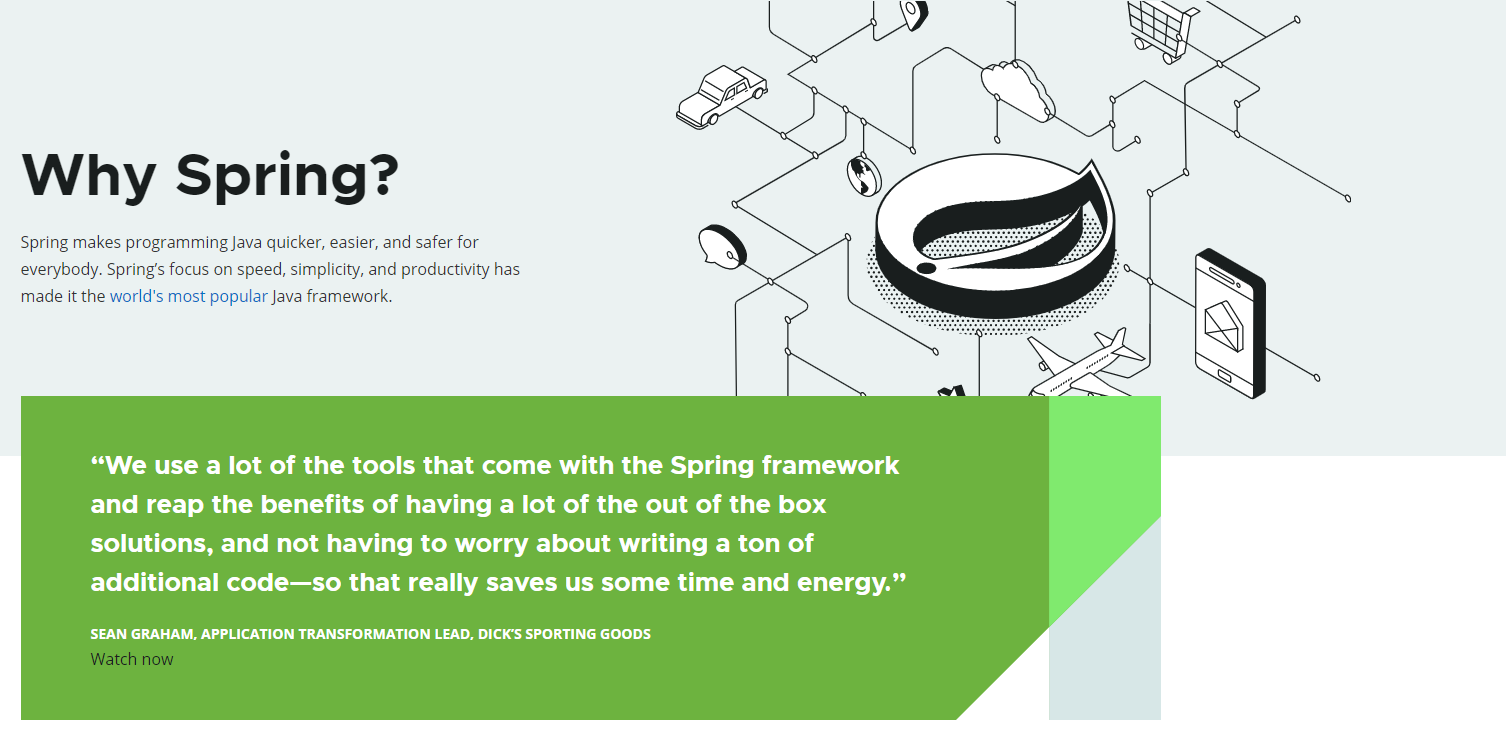 Why Spring?
Spring makes programming Java quicker, easier, and safer for
everybody. Spring’s focus on speed, simplicity, and productivity has
made it the world's most popular Java framework.
“We use a lot of the tools that come with the Spring framework
and reap the benefits of having a lot of the out of the box
solutions, and not having to worry about writing a ton of
additional code—so that really saves us some time and energy.”
SEAN GRAHAM, APPLICATION TRANSFORMATION LEAD, DICK’S SPORTING GOODS
Watch now